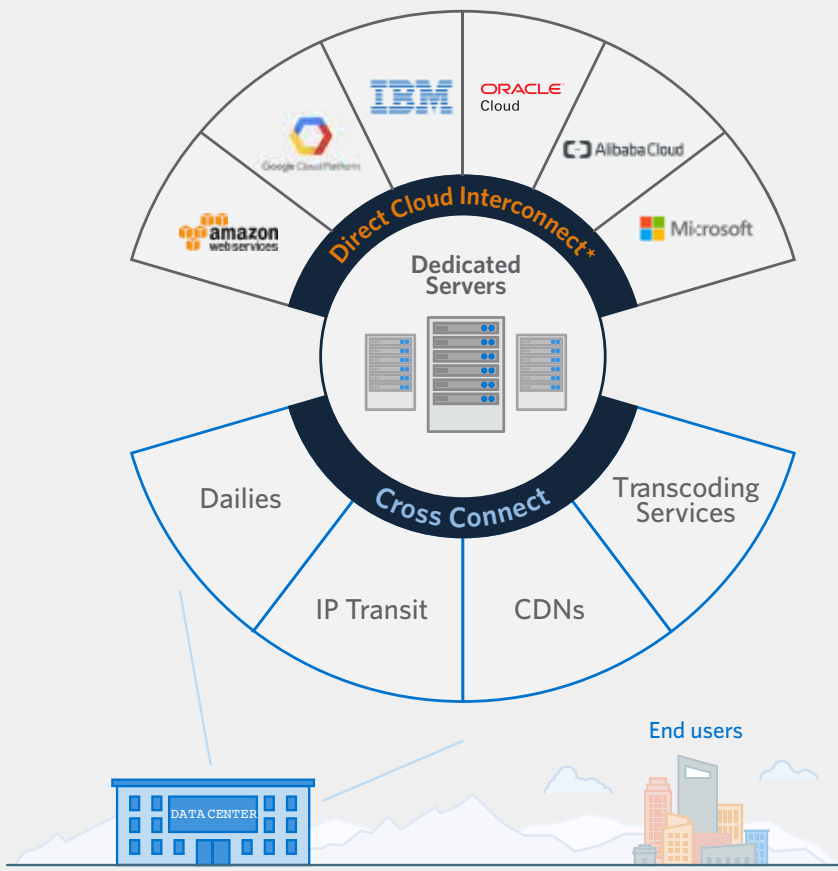 IBM
ORACLE
Cloud
Google Cloud Platform
Alibaba Cloud
amazon
webservices
Microsoft
Direct Cloud Interconnect*
Dedicated
Servers
Cross Connect
Dailies
Transcoding
Services
IP Transit
CDNs
End users
DATA CENTER